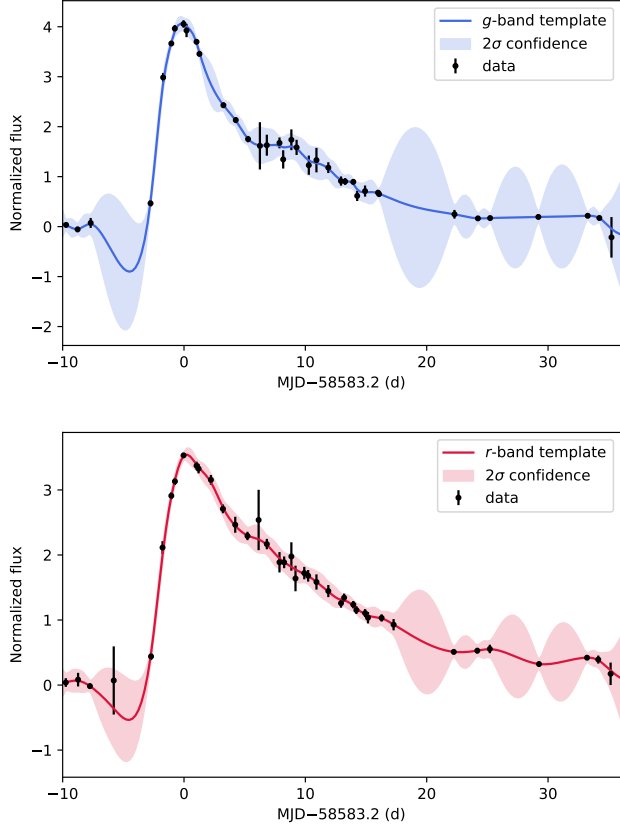 4
3
2
1
0
−1
−2
Normalized flux
g-band template
2σ confidence
data
−10
0
10
20
30
MJD−58583.2 (d)
3
2
1
0
−1
Normalized flux
r-band template
2σ confidence
data
−10
0
10
20
30
MJD−58583.2 (d)